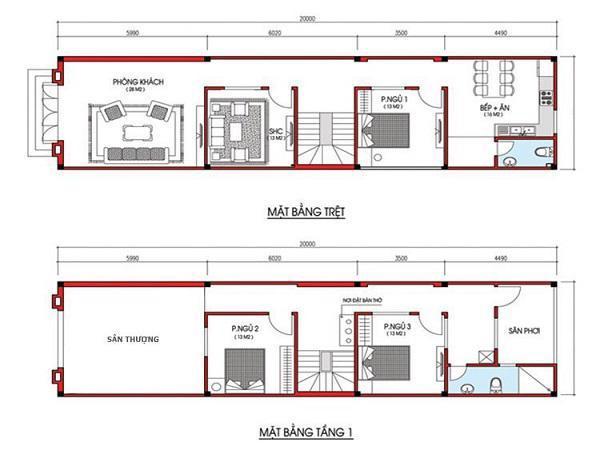 20000
5990
6020
3500
4490
PHÒNG KHÁCH
( 28 M2 )
SHC
( 13 M2 )
P.NGỦ 1
( 13 M2 )
BẾP + ĂN
( 16 M2 )
MẶT BẰNG TRỆT
20000
5990
6020
3500
4490
SÂN THƯỢNG
P.NGỦ 2
( 13 M2 )
NƠI ĐẶT BÀN THỜ
P.NGỦ 3
( 13 M2 )
SÂN PHƠI
MẶT BẰNG TẦNG 1